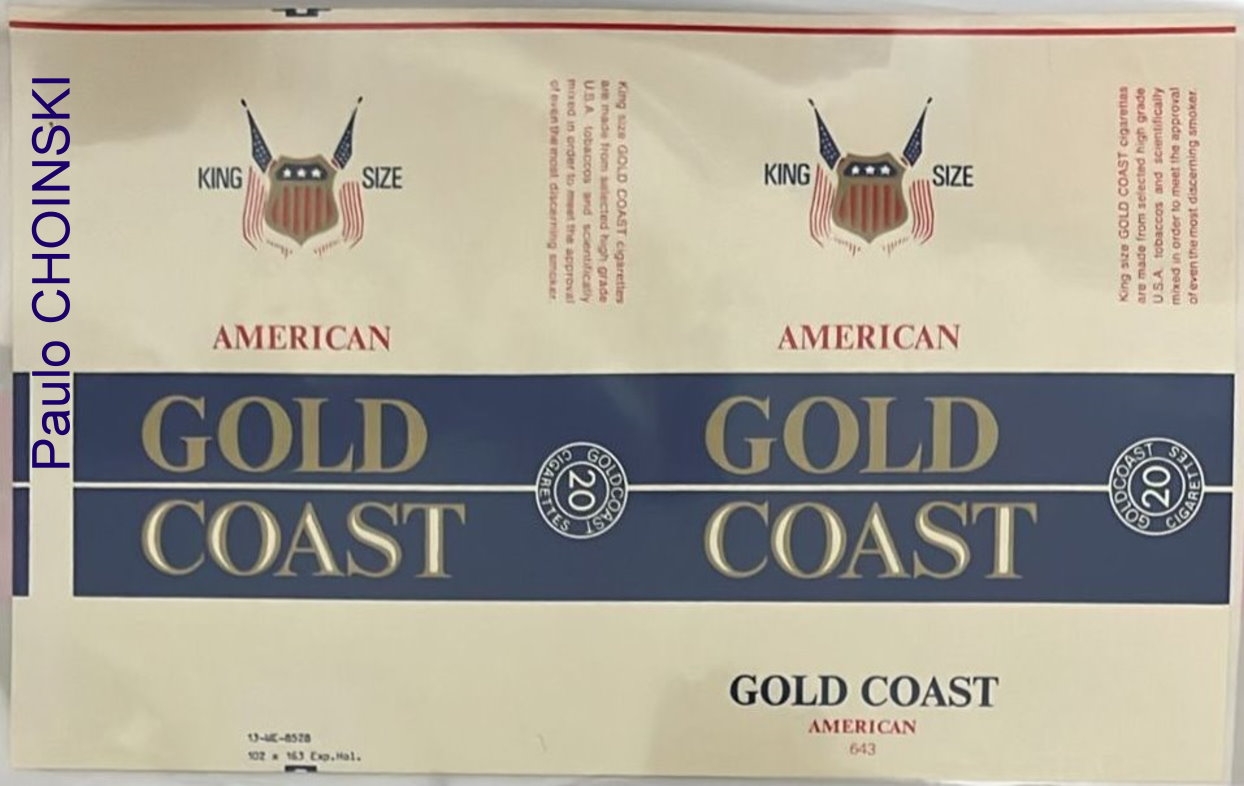 Paulo CHOINSKI
KING SIZE
AMERICAN
GOLD
COAST
King size GOLD COAST cigarettes
are made from selected high grade
U.S.A. tobaccos and scientifically
mixed in order to meet the approval
of even the most discerning smoker.
GOLDCOAST
20
CIGARETTES
KING SIZE
AMERICAN
GOLD
COAST
King size GOLD COAST cigarettes
are made from selected high grade
U.S.A. tobaccos and scientifically
mixed in order to meet the approval
of even the most discerning smoker.
GOLDCOAST
20
CIGARETTES
GOLD COAST
AMERICAN
643
13-WE-8528
102 x 163 Exp.Hol.